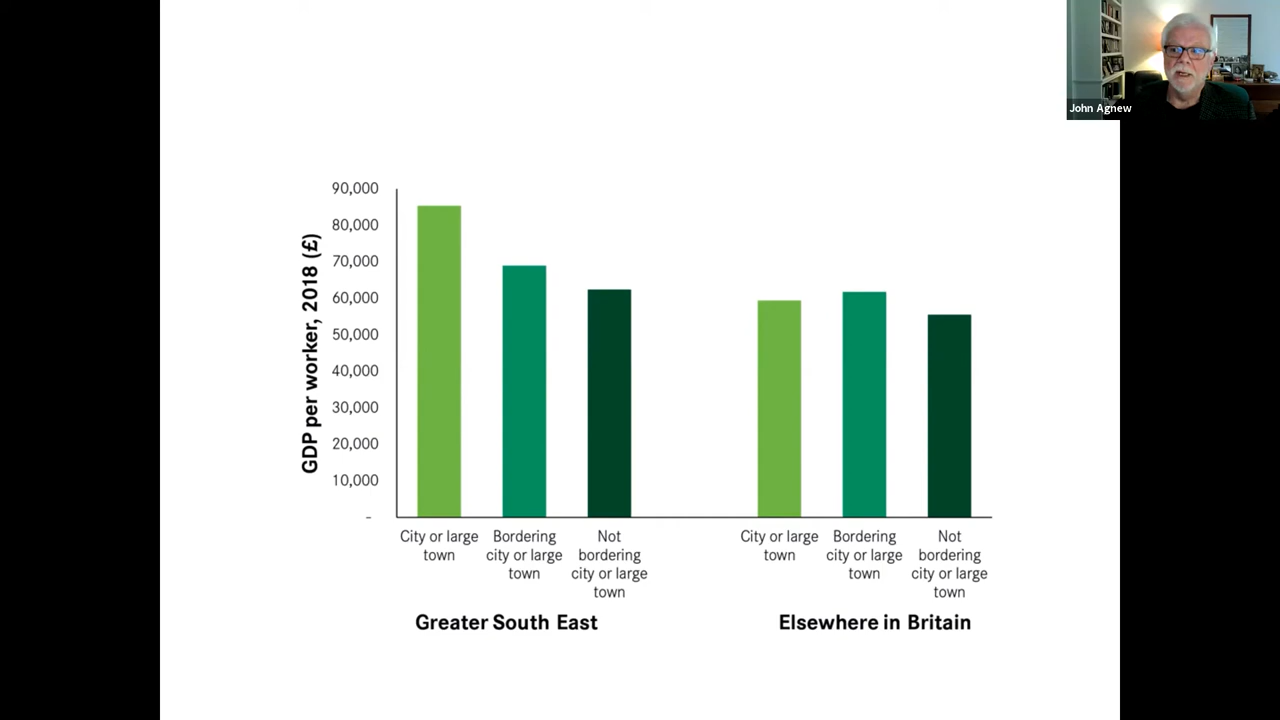 John Agnew
90,000
80,000
70,000
60,000
50,000
40,000
30,000
20,000
10,000
–
GDP per worker, 2018 (£)
City or large
town
Bordering
city or large
town
Not
bordering
city or large
town
City or large
town
Bordering
city or large
town
Not
bordering
city or large
town
Greater South East
Elsewhere in Britain